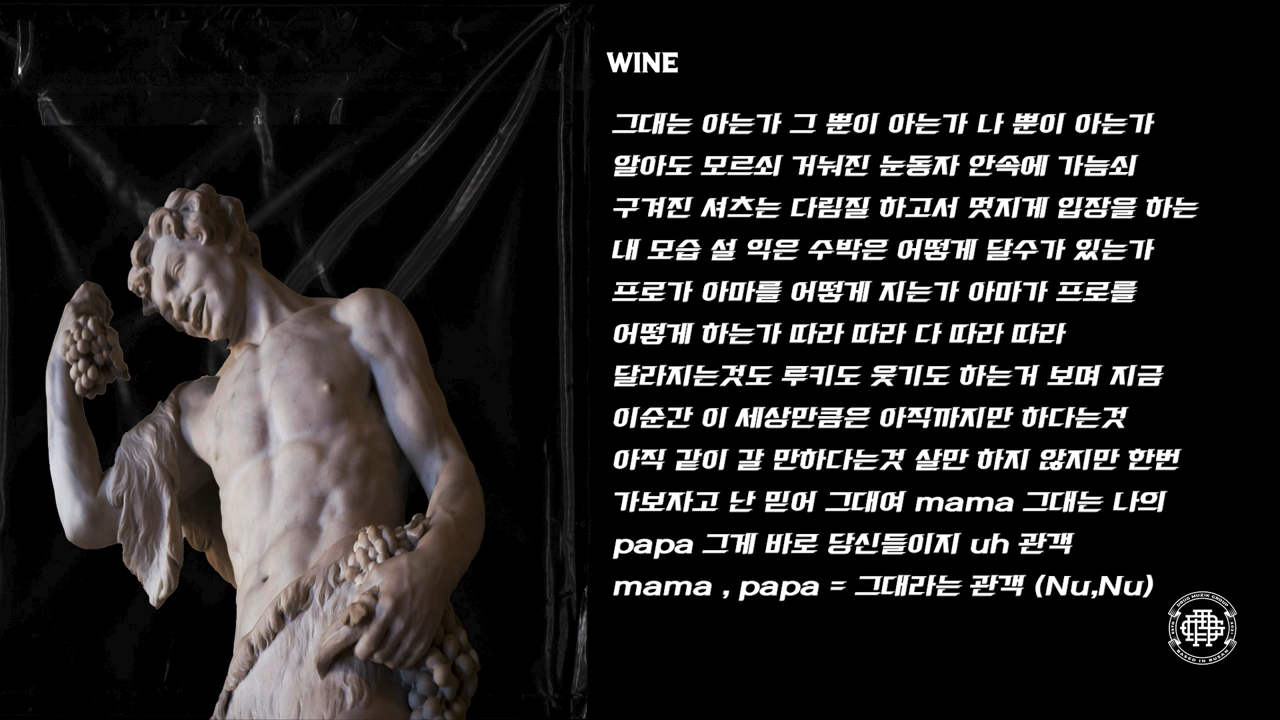 WINE
그대는 아는가 그 뿐이 아는가 나 뿐이 아는가
알아도 모르쇠 거눠진 눈동자 안속에 가늠쇠
구겨진 셔츠는 다림질 하고서 멋지게 입장을 하는
내 모습 설 익은 수박은 어떻게 달수가 있는가
프로가 아마를 어떻게 지는가 아마가 프로를
어떻게 하는가 따라 따라 다 따라 따라
달라지는것도 루키도 웃기도 하는거 보며 지금
이순간 이 세상만큼은 아직까지만 하다는것
아직 같이 갈 만하다는것 살만 하지 않지만 한번
가보자고 난 믿어 그대여 mama 그대는 나의
papa 그게 바로 당신들이지 uh 관객
mama , papa = 그대라는 관객 (Nu,Nu)
BASED IN BUSAN